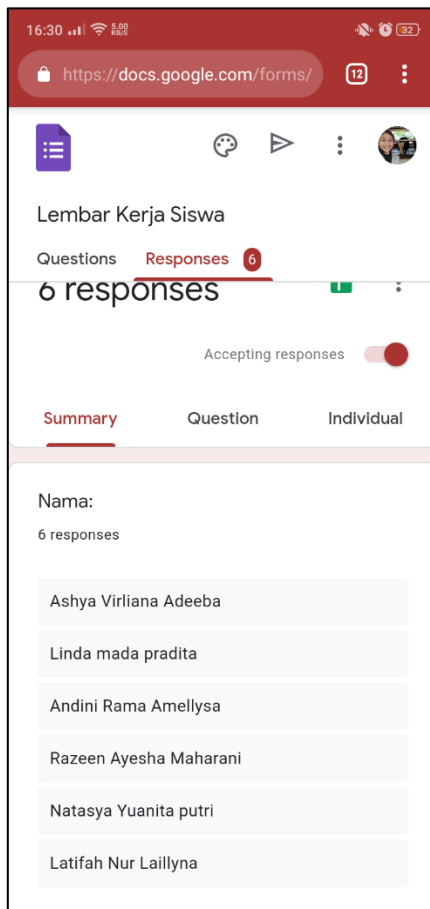 16:30 5.00 KB/S 32
https://docs.google.com/forms/ 12
Lembar Kerja Siswa
Questions Responses 6
6 responses
Accepting responses
Summary Question Individual
Nama:
6 responses
Ashya Virliana Adeeba
Linda mada pradita
Andini Rama Amellysa
Razeen Ayesha Maharani
Natasya Yuanita putri
Latifah Nur Laillyna